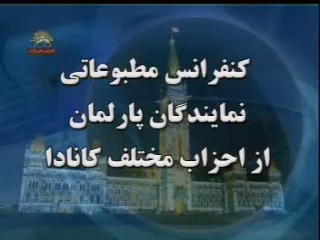 کنفرانس مطبوعاتی
نمایندگان پارلمان
از احزاب مختلف کانادا